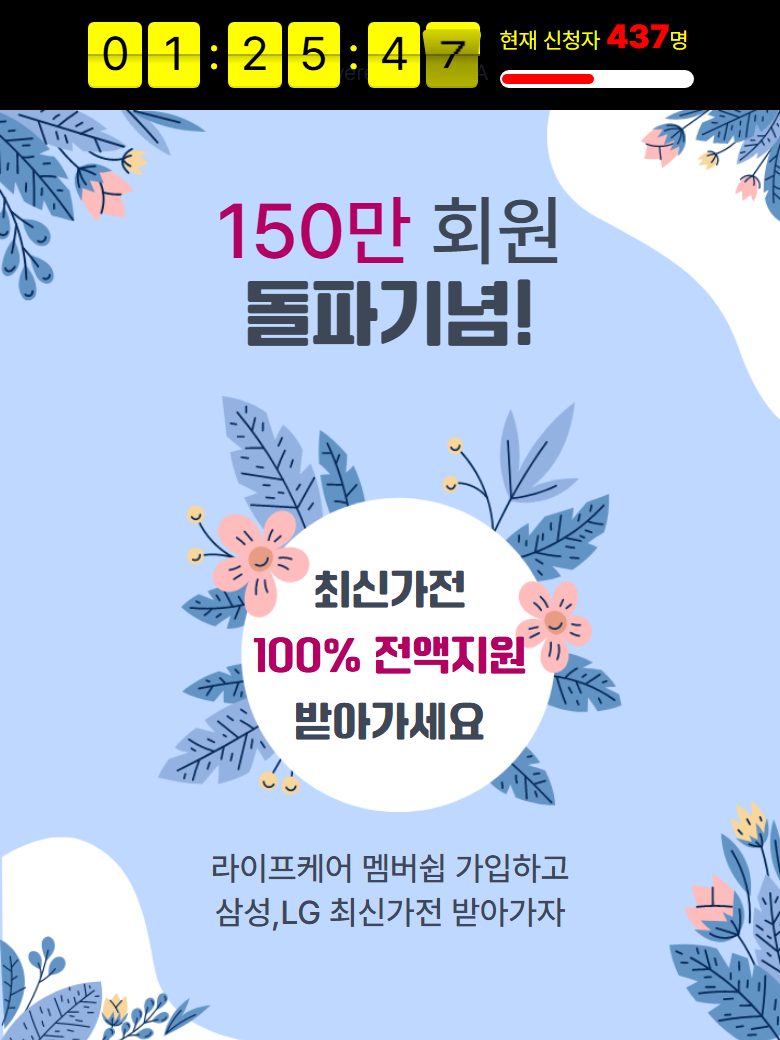 01:25:47
현재 신청자 437명
150만 회원
돌파기념!
최신가전
100% 전액지원
받아가세요
라이프케어 멤버쉽 가입하고
삼성,LG 최신가전 받아가자